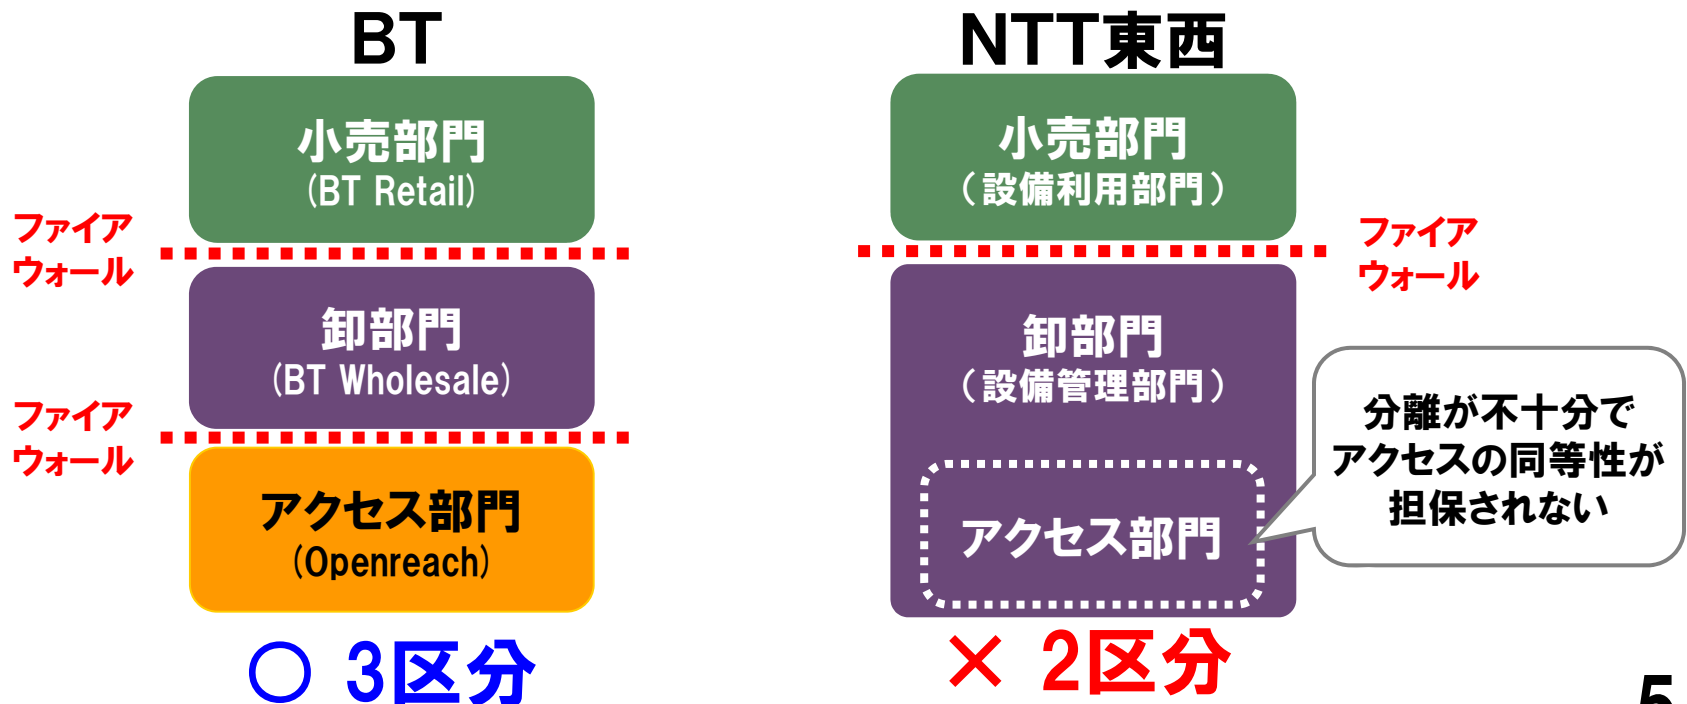 BT
小売部門
(BT Retail)
ファイア
ウォール
卸部門
(BT Wholesale)
ファイア
ウォール
アクセス部門
(Openreach)
○ 3区分
NTT東西
小売部門
(設備利用部門)
ファイア
ウォール
卸部門
(設備管理部門)
アクセス部門
分離が不十分で
アクセスの同等性が
担保されない
× 2区分
5